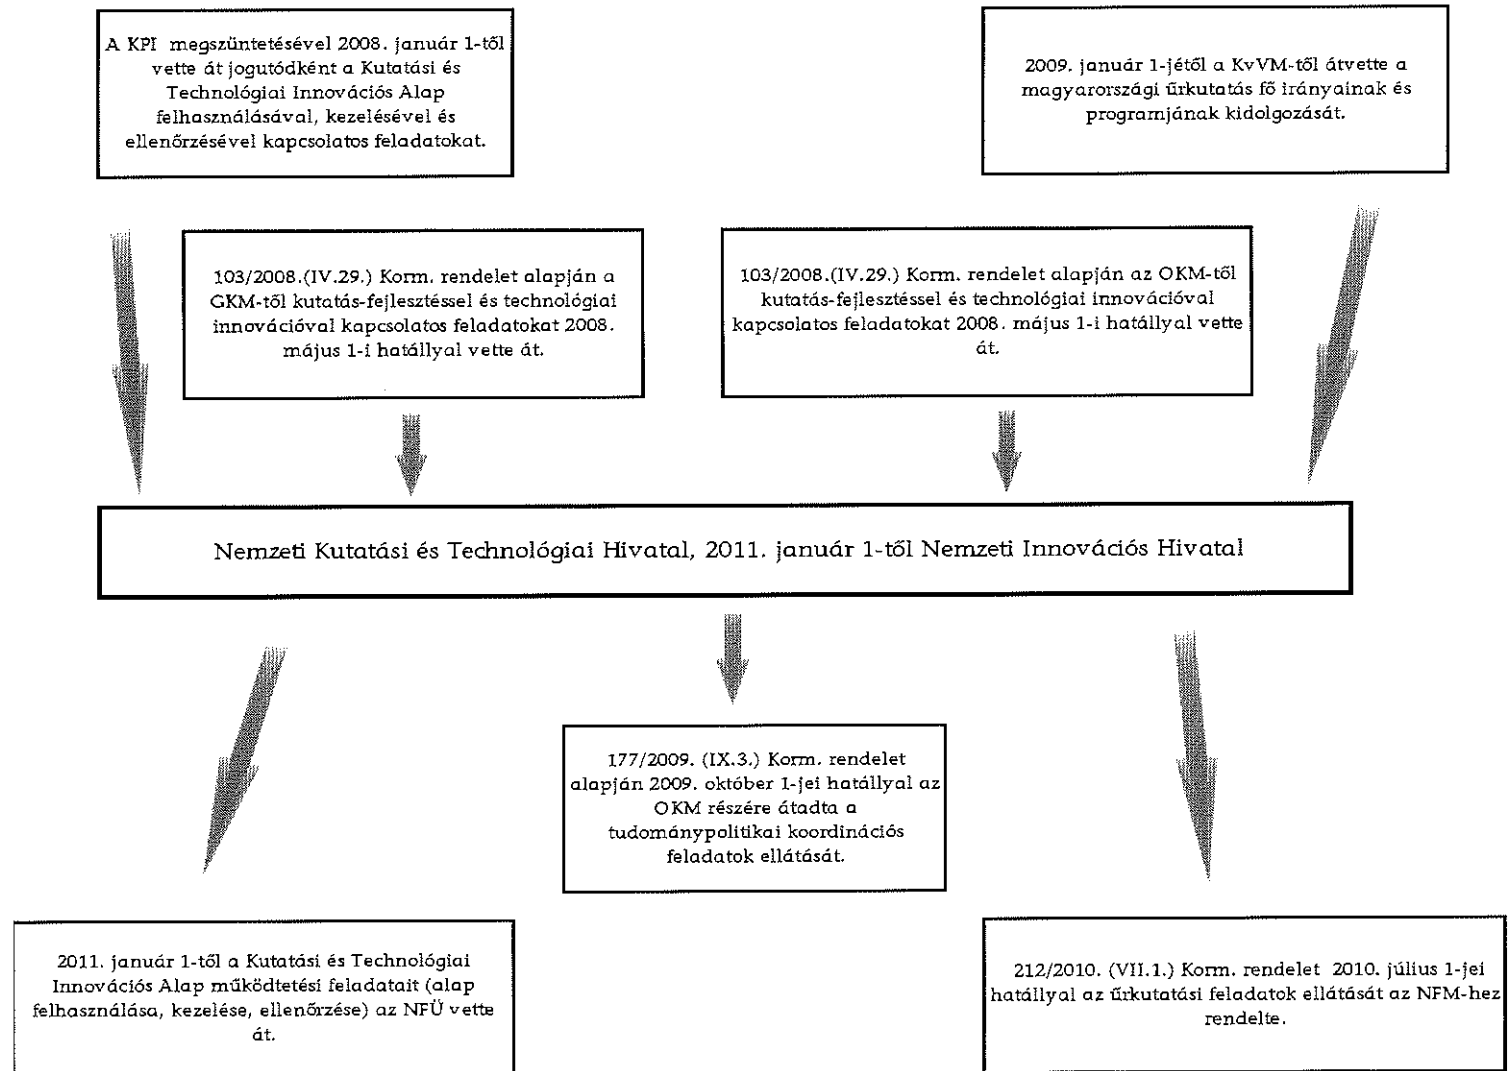 A KPI megszüntetésével 2008. január 1-től
vette át jogutódként a Kutatási és
Technológiai Innovációs Alap
felhasználásával, kezelésével és
ellenőrzésével kapcsolatos feladatokat.
2009. január 1-jétől a KvVM-től átvette a
magyarországi űrkutatás fő irányainak és
programjának kidolgozását.
103/2008.(IV.29.) Korm. rendelet alapján a
GKM-től kutatás-fejlesztéssel és technológiai
innovációval kapcsolatos feladatokat 2008.
május 1-i hatállyal vette át.
103/2008.(IV.29.) Korm. rendelet alapján az OKM-től
kutatás-fejlesztéssel és technológiai innovációval
kapcsolatos feladatokat 2008. május 1-i hatállyal vette
át.
Nemzeti Kutatási és Technológiai Hivatal, 2011. január 1-től Nemzeti Innovációs Hivatal
177/2009. (IX.3.) Korm. rendelet
alapján 2009. október 1-jei hatállyal az
OKM részére átadta a
tudománypolitikai koordinációs
feladatok ellátását.
2011. január 1-től a Kutatási és Technológiai
Innovációs Alap működtetési feladatait (alap
felhasználása, kezelése, ellenőrzése) az NFÜ vette
át.
212/2010. (VII.1.) Korm. rendelet 2010. július 1-jei
hatállyal az űrkutatási feladatok ellátását az NFM-hez
rendelte.